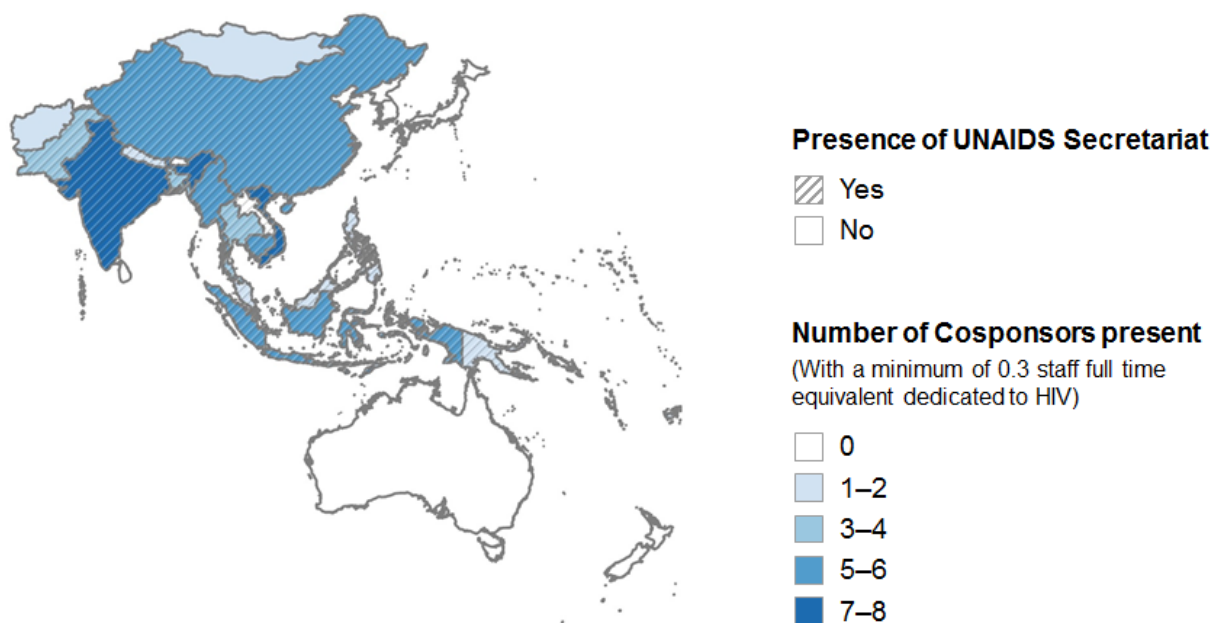 Presence of UNAIDS Secretariat
Yes
No
Number of Cosponsors present
(With a minimum of 0.3 staff full time
equivalent dedicated to HIV)
0
1–2
3–4
5–6
7–8